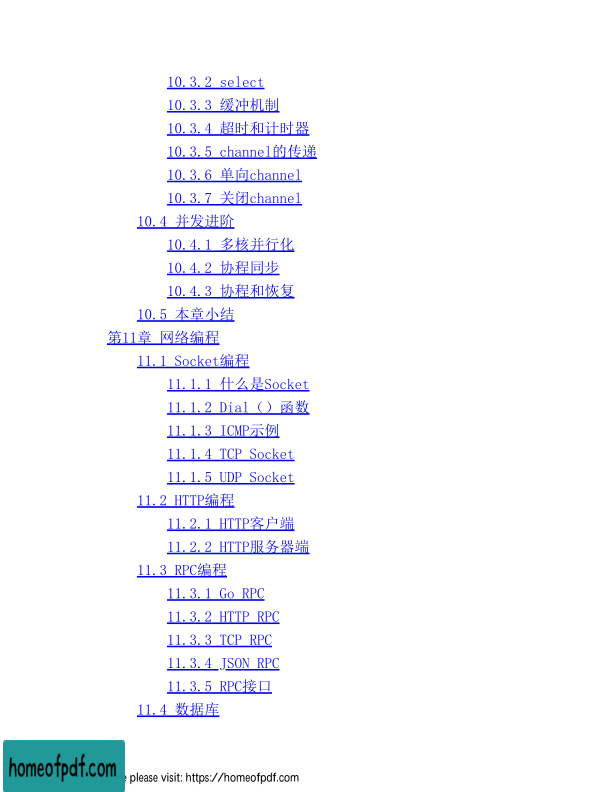 10.3.2 select
10.3.3 缓冲机制
10.3.4 超时和计时器
10.3.5 channel的传递
10.3.6 单向channel
10.3.7 关闭channel
10.4 并发进阶
10.4.1 多核并行化
10.4.2 协程同步
10.4.3 协程和恢复
10.5 本章小结
第11章 网络编程
11.1 Socket编程
11.1.1 什么是Socket
11.1.2 Dial（）函数
11.1.3 ICMP示例
11.1.4 TCP Socket
11.1.5 UDP Socket
11.2 HTTP编程
11.2.1 HTTP客户端
11.2.2 HTTP服务器端
11.3 RPC编程
11.3.1 Go RPC
11.3.2 HTTP RPC
11.3.3 TCP RPC
11.3.4 JSON RPC
11.3.5 RPC接口
11.4 数据库
homeofpdf.com
please visit: https://homeofpdf.com